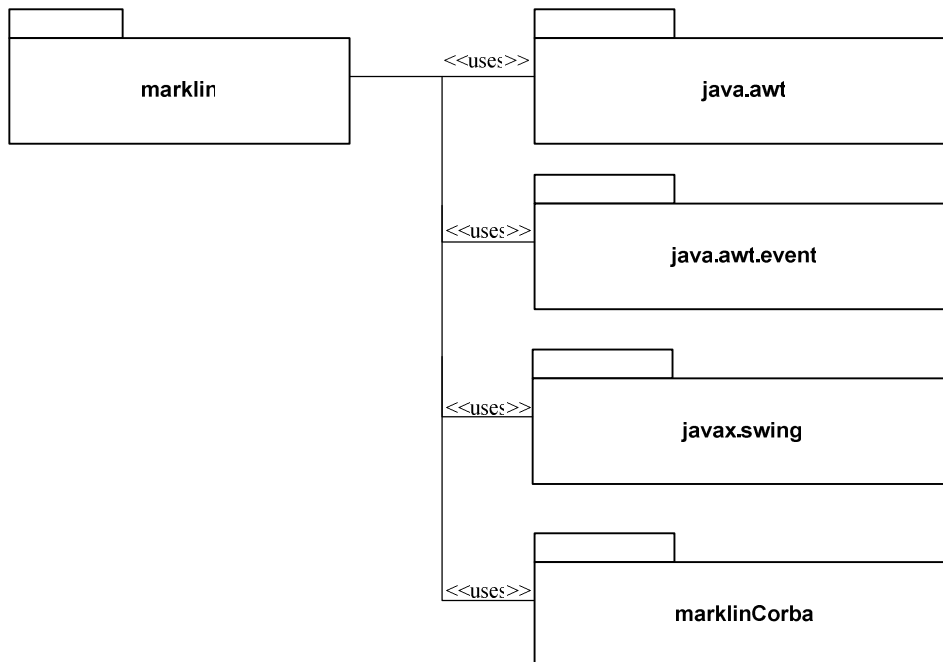 <<uses>>
marklin
java.awt
<<uses>>
java.awt.event
<<uses>>
javax.swing
<<uses>>
marklinCorba